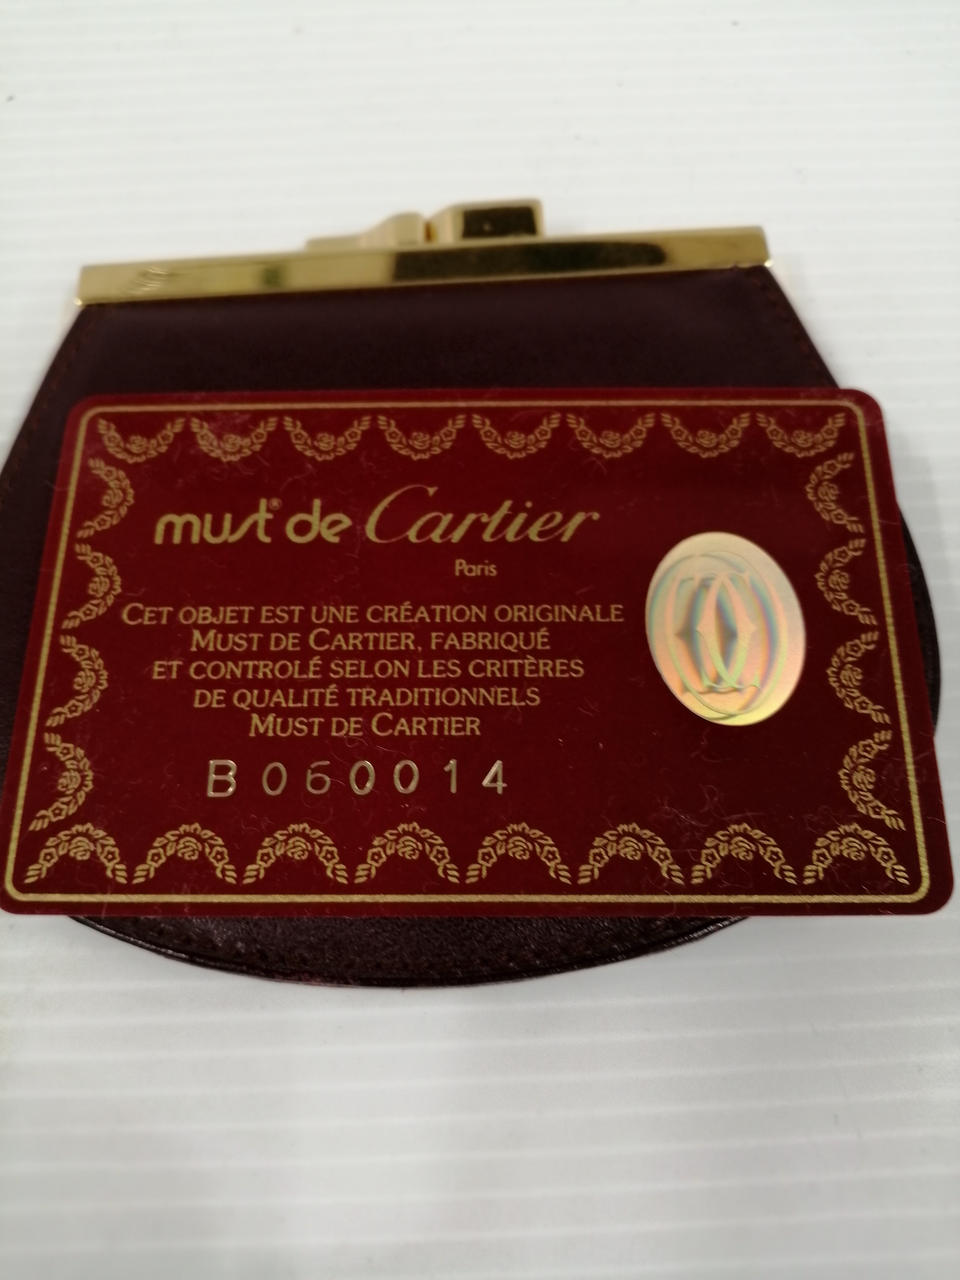 must® de Cartier
Paris
CET OBJET EST UNE CRÉATION ORIGINALE
MUST DE CARTIER, FABRIQUÉ
ET CONTROLÉ SELON LES CRITÈRES
DE QUALITÉ TRADITIONNELS
MUST DE CARTIER
B060014